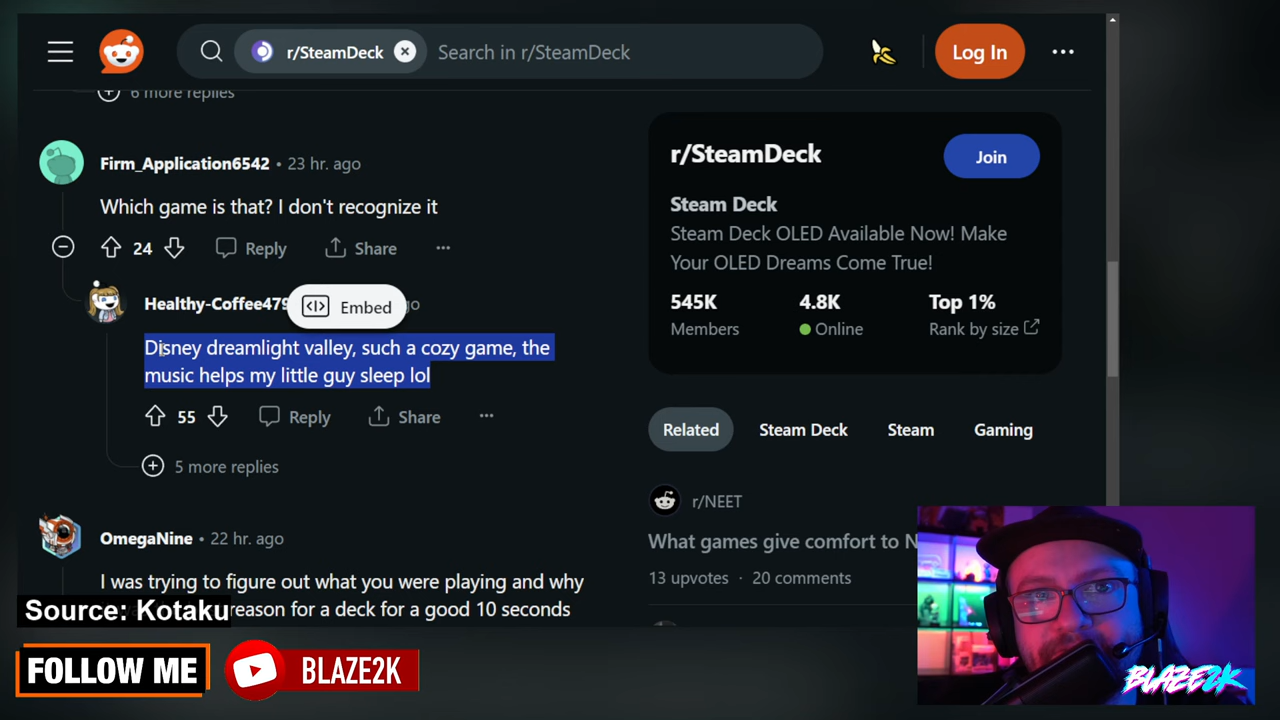 r/SteamDeck
Search in r/SteamDeck
Log In
6 more replies
Firm_Application6542 • 23 hr. ago
Which game is that? I don't recognize it
24 Reply Share
Healthy-Coffee479
Embed
go
Disney dreamlight valley, such a cozy game, the
music helps my little guy sleep lol
55 Reply Share
5 more replies
OmegaNine • 22 hr. ago
I was trying to figure out what you were playing and why
reason for a deck for a good 10 seconds
r/SteamDeck
Join
Steam Deck
Steam Deck OLED Available Now! Make
Your OLED Dreams Come True!
545K 4.8K Top 1%
Members Online Rank by size
Related Steam Deck Steam Gaming
r/NEET
What games give comfort to N
13 upvotes · 20 comments
Source: Kotaku
FOLLOW ME
BLAZE2K
BLAZE2K